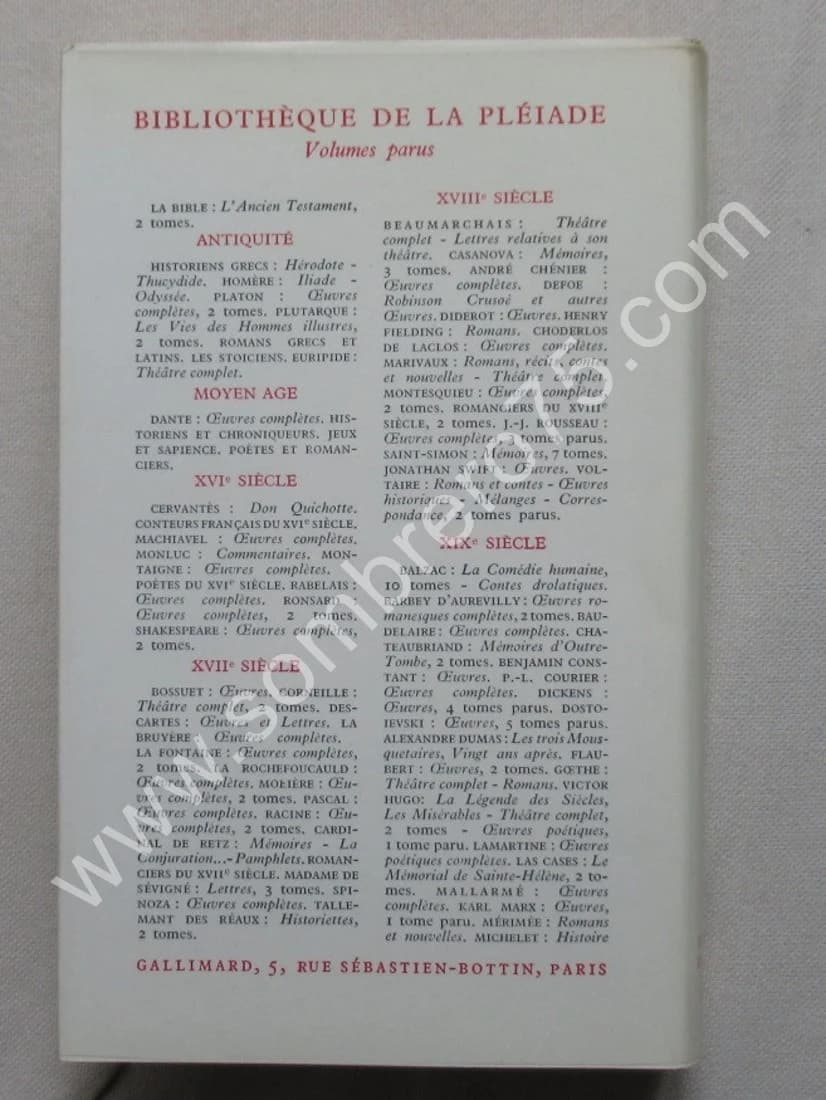 BIBLIOTHÈQUE DE LA PLÉIADE
Volumes parus
LA BIBLE : L'Ancien Testament,
2 tomes.
ANTIQUITÉ
HISTORIENS GRECS : Hérodote -
Thucydide. HOMÈRE : Iliade -
Odyssée. PLATON : Œuvres
complètes, 2 tomes. PLUTARQUE :
Les Vies des Hommes illustres,
2 tomes. ROMANS GRECS ET
LATINS. LES STOICIENS. EURIPIDE :
Théâtre complet.
MOYEN AGE
DANTE : Œuvres complètes. HIS-
TORIENS ET CHRONIQUEURS. JEUX
ET SAPIENCE. POÈTES ET ROMAN-
CIERS.
XVIe SIÈCLE
CERVANTÈS : Don Quichotte.
CONTEURS FRANÇAIS DU XVIe SIÈCLE.
MACHIAVEL : Œuvres complètes.
MONLUC : Commentaires. MON-
TAIGNE : Œuvres complètes.
POÈTES DU XVIe SIÈCLE. RABELAIS :
Œuvres complètes. RONSARD :
Œuvres complètes, 2 tomes.
SHAKESPEARE : Œuvres complètes,
2 tomes.
XVIIe SIÈCLE
BOSSUET : Œuvres. CORNEILLE :
Théâtre complet, 2 tomes. DES-
CARTES : Œuvres et Lettres. LA
BRUYÈRE : Œuvres complètes.
LA FONTAINE : Œuvres complètes,
2 tomes. LA ROCHEFOUCAULD :
Œuvres complètes. MOLIÈRE : Œu-
vres complètes, 2 tomes. PASCAL :
Œuvres complètes. RACINE : Œu-
vres complètes, 2 tomes. CARDI-
NAL DE RETZ : Mémoires - La
Conjuration...-Pamphlets. ROMAN-
CIERS DU XVIIe SIÈCLE. MADAME DE
SÉVIGNÉ : Lettres, 3 tomes. SPI-
NOZA : Œuvres complètes. TALLE-
MANT DES RÉAUX : Historiettes,
2 tomes.
XVIIIe SIÈCLE
BEAUMARCHAIS : Théâtre
complet - Lettres relatives à son
théâtre. CASANOVA : Mémoires,
3 tomes. ANDRÉ CHÉNIER :
Œuvres complètes. DEFOE :
Robinson Crusoé et autres
Œuvres. DIDEROT : Œuvres. HENRY
FIELDING : Romans. CHODERLOS
DE LACLOS : Œuvres complètes.
MARIVAUX : Romans, récits, contes
et nouvelles - Théâtre complet.
MONTESQUIEU : Œuvres complètes,
2 tomes. ROMANCIERS DU XVIIIe
SIÈCLE, 2 tomes. J.-J. ROUSSEAU :
Œuvres complètes, 3 tomes parus.
SAINT-SIMON : Mémoires, 7 tomes.
JONATHAN SWIFT : Œuvres. VOL-
TAIRE : Romans et contes - Œuvres
historiques - Mélanges - Corres-
pondance, 2 tomes parus.
XIXe SIÈCLE
BALZAC : La Comédie humaine,
10 tomes - Contes drolatiques.
BARBEY D'AUREVILLY : Œuvres ro-
manesques complètes, 2 tomes. BAU-
DELAIRE : Œuvres complètes. CHA-
TEAUBRIAND : Mémoires d'Outre-
Tombe, 2 tomes. BENJAMIN CONS-
TANT : Œuvres. P.-L. COURIER :
Œuvres complètes. DICKENS :
Œuvres, 4 tomes parus. DOSTO-
IEVSKI : Œuvres, 5 tomes parus.
ALEXANDRE DUMAS : Les trois Mous-
quetaires, Vingt ans après. FLAU-
BERT : Œuvres, 2 tomes. GŒTHE :
Théâtre complet - Romans. VICTOR
HUGO: La Légende des Siècles,
Les Misérables - Théâtre complet,
2 tomes - Œuvres poétiques,
1 tome paru. LAMARTINE : Œuvres
poétiques complètes. LAS CASES : Le
Mémorial de Sainte-Hélène, 2 to-
mes. MALLARMÉ : Œuvres
complètes. KARL MARX : Œuvres,
1 tome paru. MÉRIMÉE : Romans
et nouvelles. MICHELET : Histoire
GALLIMARD, 5, RUE SÉBASTIEN-BOTTIN, PARIS
www.sombrero75.com